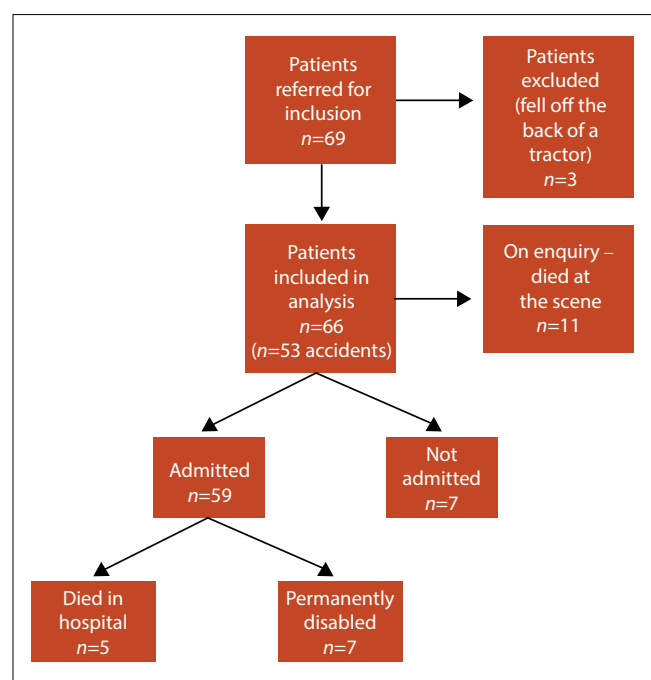 Patients
referred for
inclusion
n=69
Patients
excluded
(fell off the
back of a
tractor)
n=3
Patients
included in
analysis
n=66
(n=53 accidents)
On enquiry –
died at
the scene
n=11
Admitted
n=59
Not
admitted
n=7
Died in
hospital
n=5
Permanently
disabled
n=7